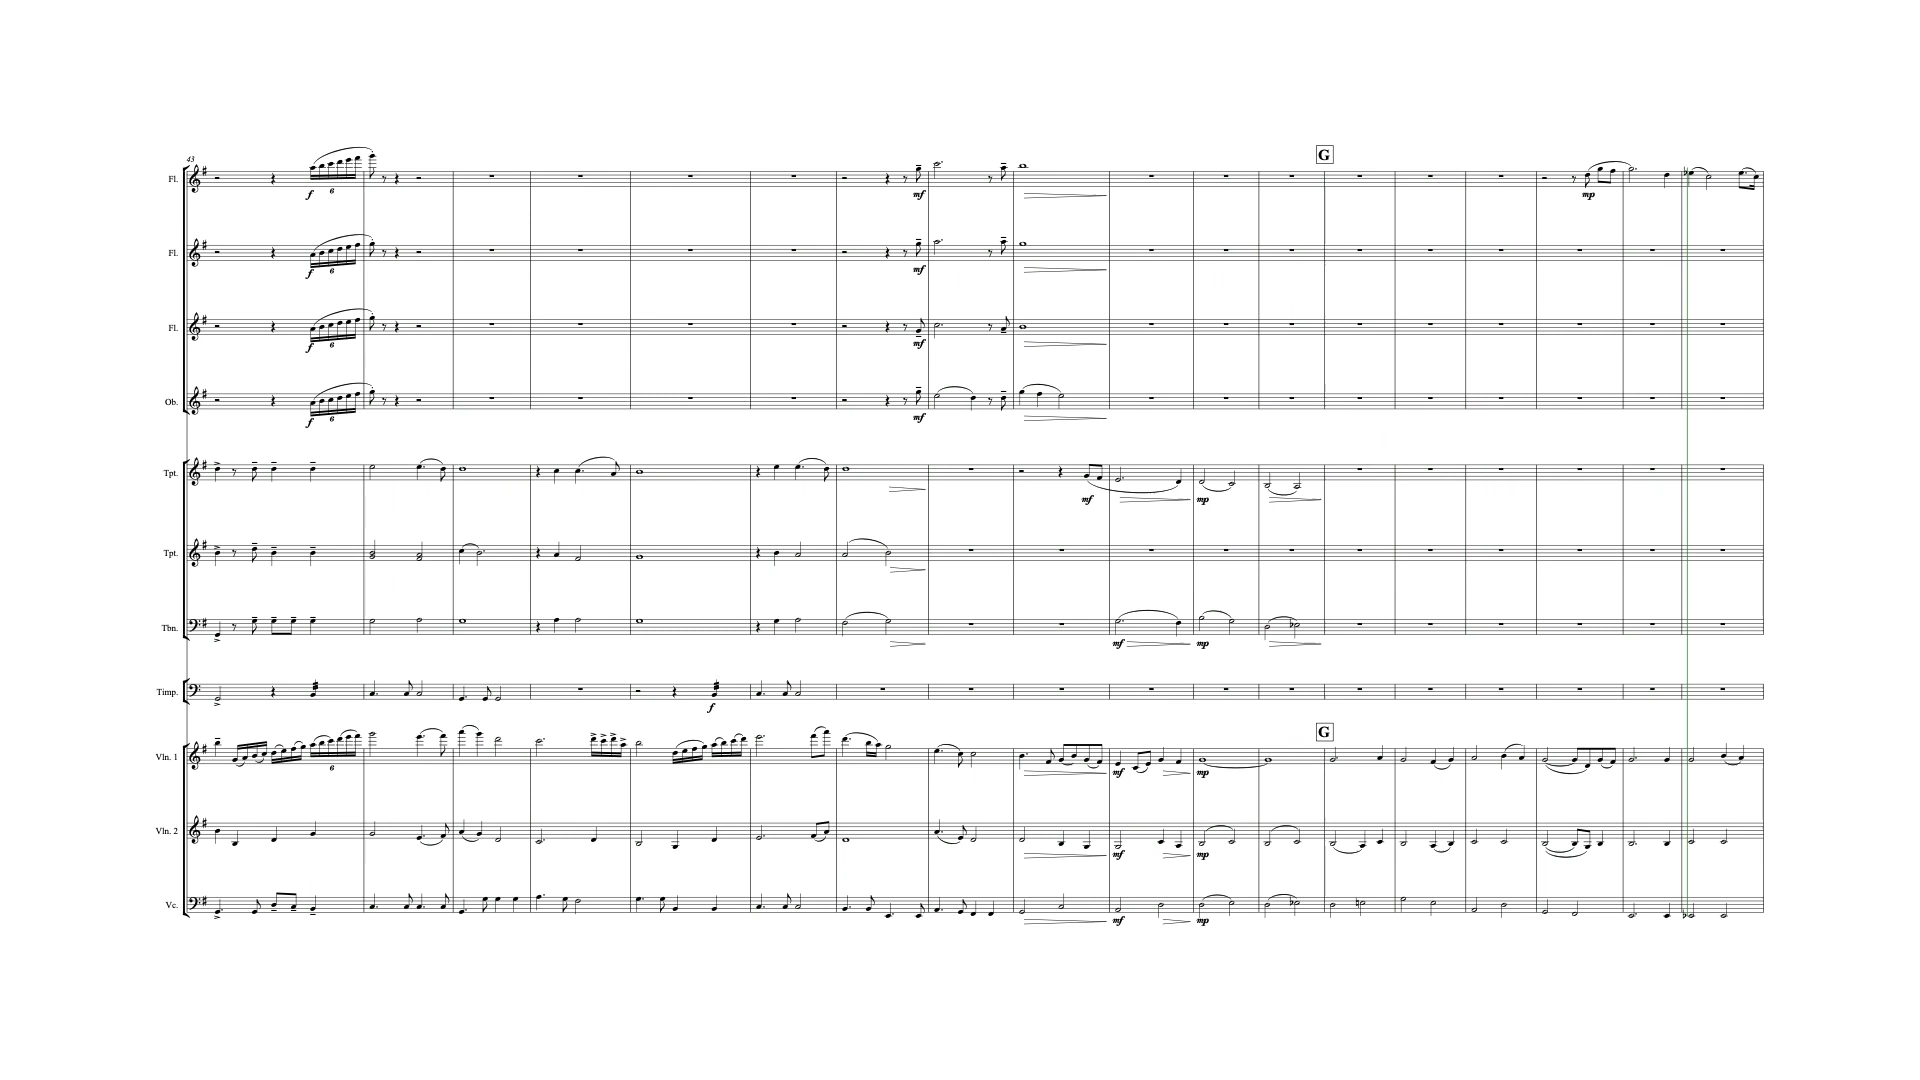 G
43
Fl.
f
6
mf
mp
Fl.
f
6
mf
Fl.
f
6
mf
Ob.
f
6
mf
Tpt.
mf
mp
Tpt.
Tbn.
mf
mp
Timp.
f
G
Vln. 1
6
mf
mp
Vln. 2
mf
mp
Vc.
mf
mp